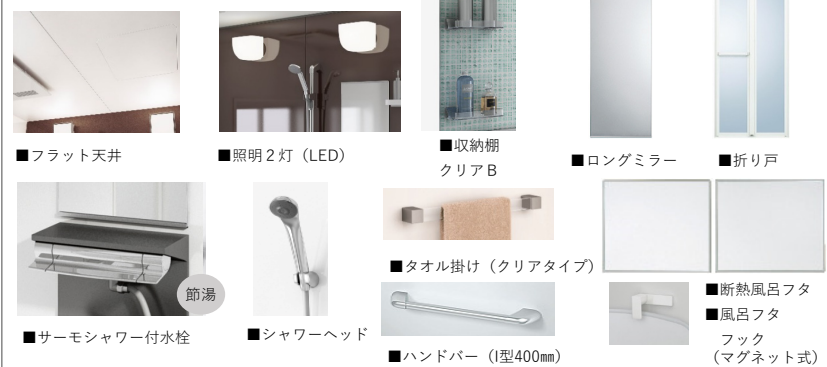 ■フラット天井
■照明２灯（LED）
■収納棚
クリアＢ
■ロングミラー
■折り戸
節湯
■サーモシャワー付水栓
■シャワーヘッド
■タオル掛け（クリアタイプ）
■ハンドバー（I型400㎜）
■断熱風呂フタ
■風呂フタ
フック
（マグネット式）